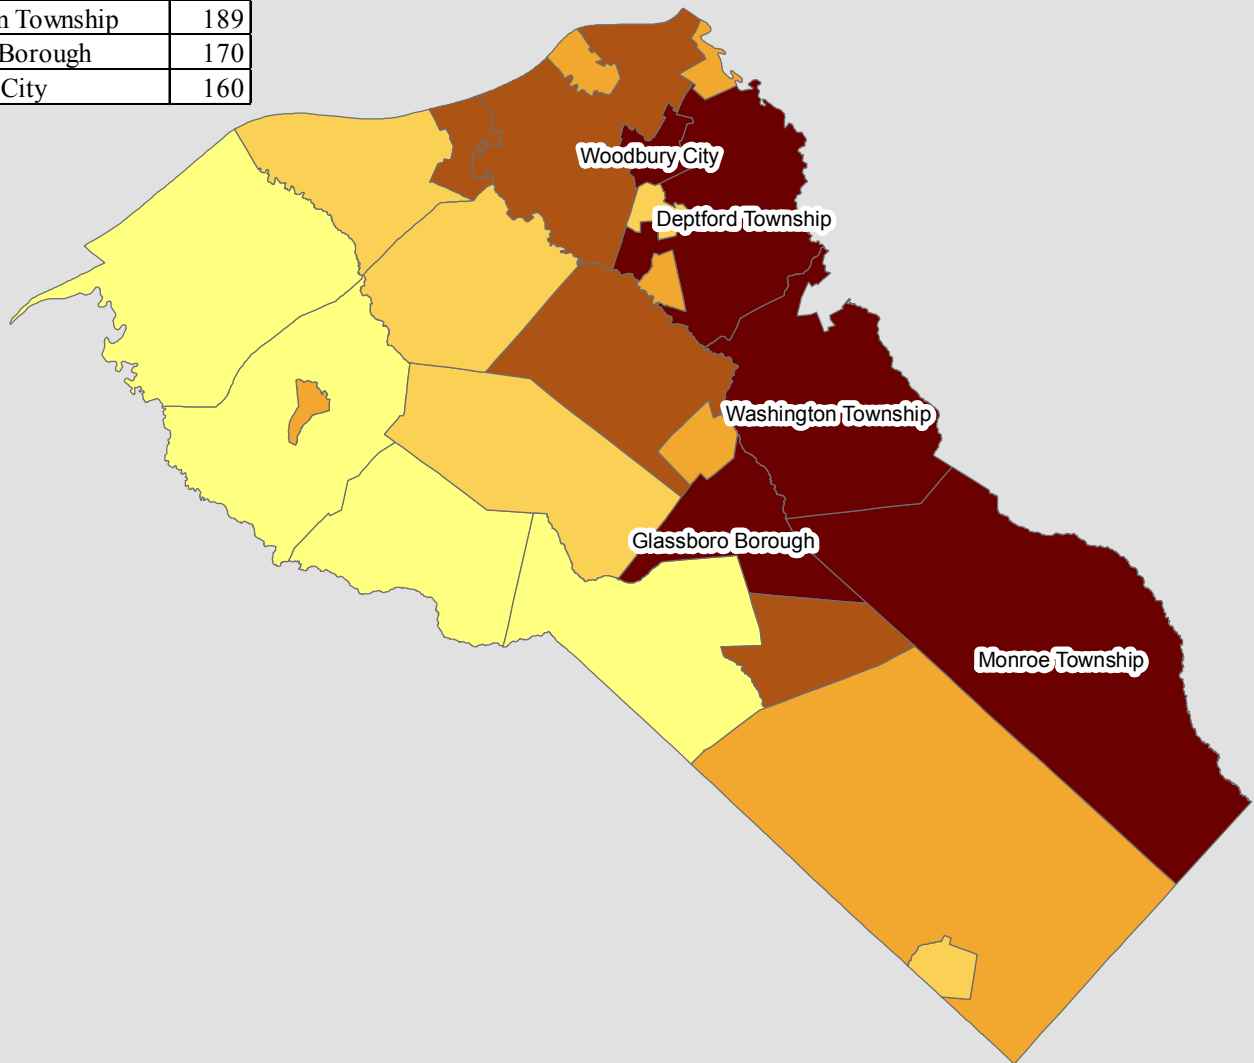 Township 189
Borough 170
City 160
Woodbury City
Deptford Township
Washington Township
Glassboro Borough
Monroe Township